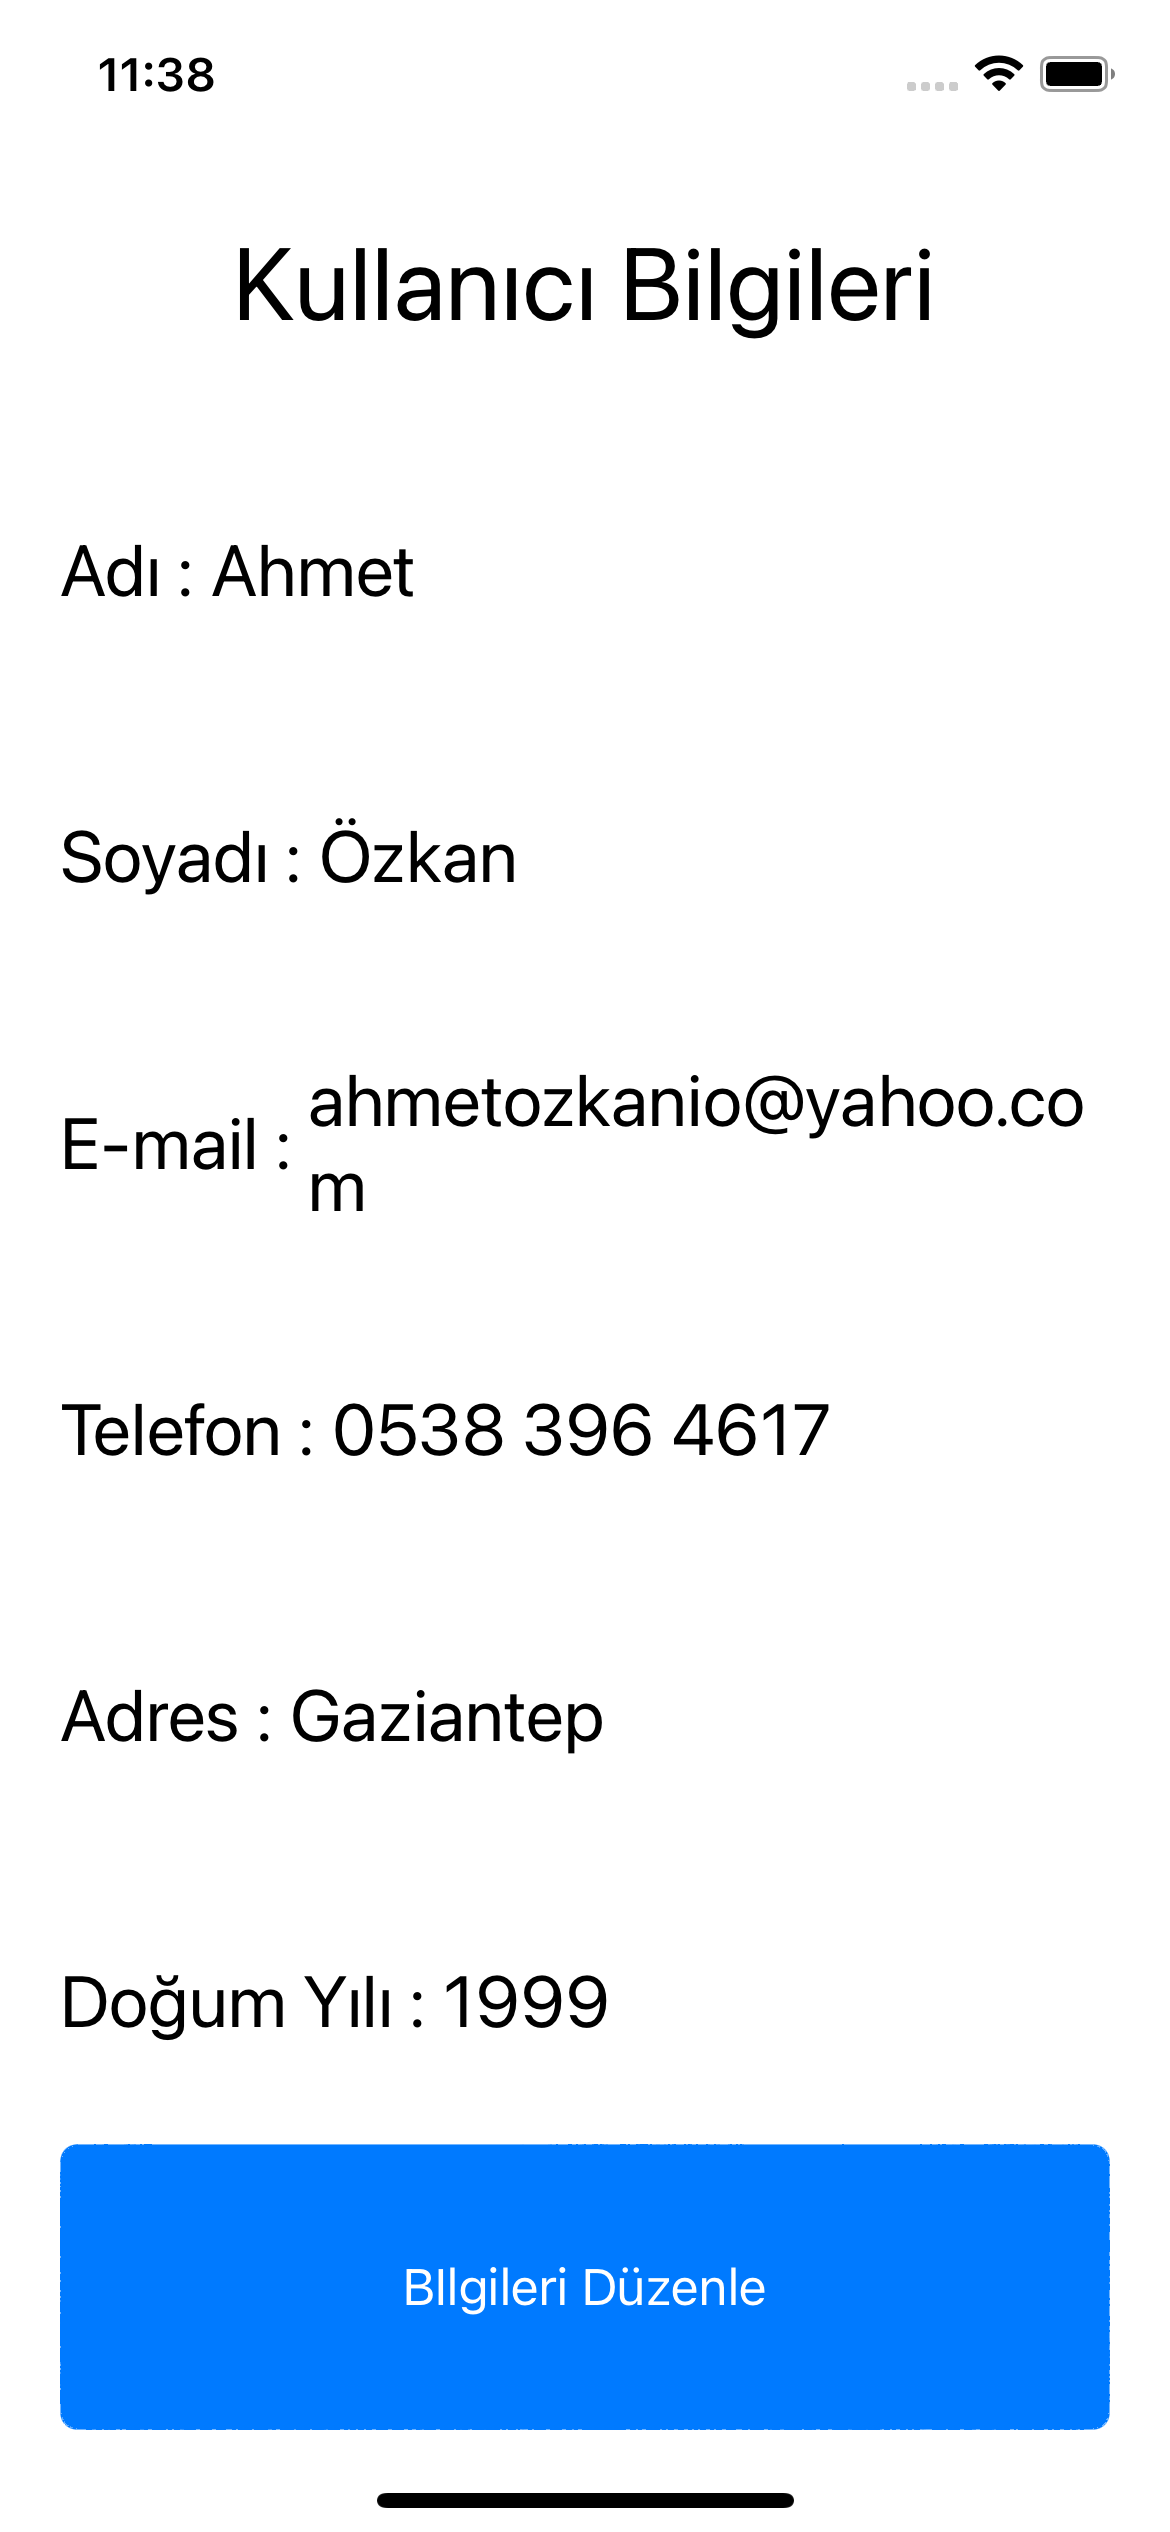 11:38
Kullanıcı Bilgileri
Adı : Ahmet
Soyadı : Özkan
E-mail : ahmetozkanio@yahoo.co
m
Telefon : 0538 396 4617
Adres : Gaziantep
Doğum Yılı : 1999
BIlgileri Düzenle